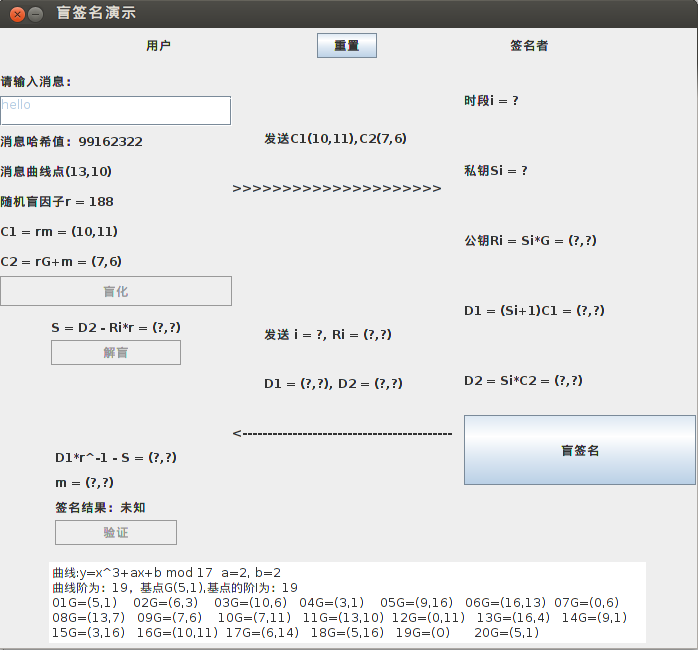 盲签名演示
用户
重置
签名者
请输入消息：
hello
消息哈希值：99162322
消息曲线点(13,10)
随机盲因子r = 188
C1 = rm = (10,11)
C2 = rG+m = (7,6)
盲化
S = D2 - Ri*r = (?,?)
解盲
D1*r^-1 - S = (?,?)
m = (?,?)
签名结果：未知
验证
发送C1(10,11),C2(7,6)
>>>>>>>>>>>>>>>>>>>>>
发送 i = ?, Ri = (?,?)
D1 = (?,?), D2 = (?,?)
<------------------------------------------
时段i = ?
私钥Si = ?
公钥Ri = Si*G = (?,?)
D1 = (Si+1)C1 = (?,?)
D2 = Si*C2 = (?,?)
盲签名
曲线:y=x^3+ax+b mod 17 a=2, b=2
曲线阶为：19，基点G(5,1),基点的阶l为：19
01G=(5,1) 02G=(6,3) 03G=(10,6) 04G=(3,1) 05G=(9,16) 06G=(16,13) 07G=(0,6)
08G=(13,7) 09G=(7,6) 10G=(7,11) 11G=(13,10) 12G=(0,11) 13G=(16,4) 14G=(9,1)
15G=(3,16) 16G=(10,11) 17G=(6,14) 18G=(5,16) 19G=(O) 20G=(5,1)